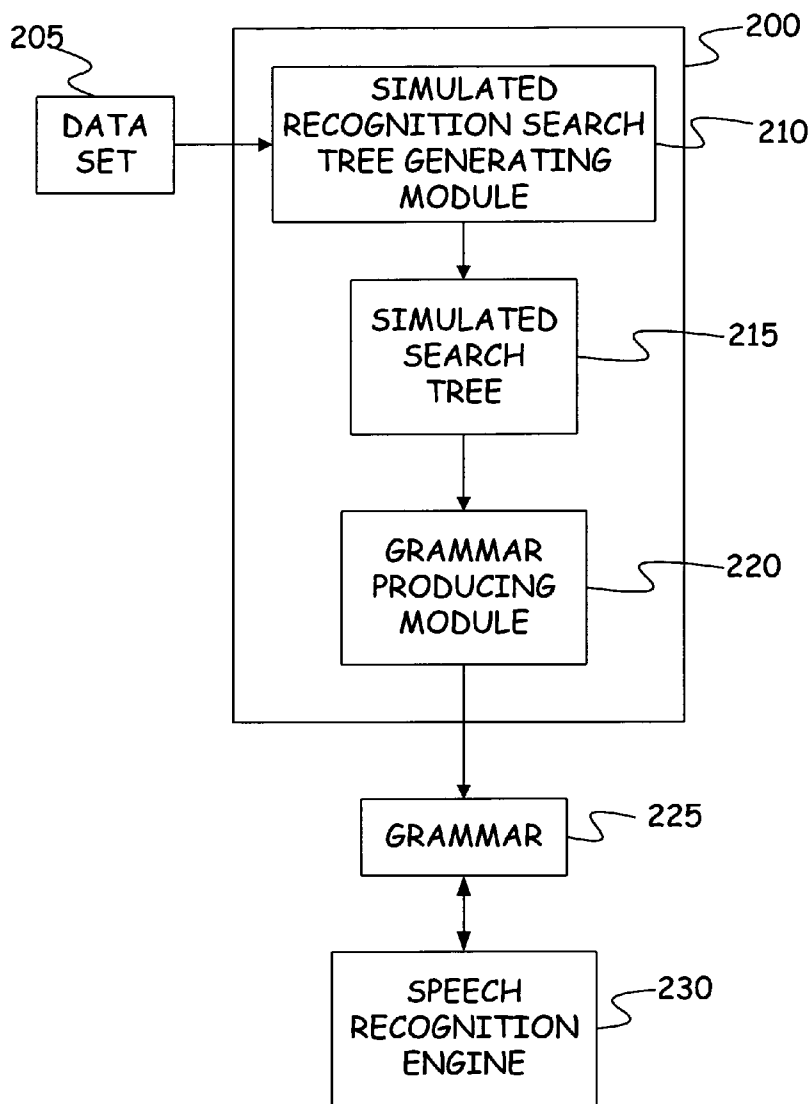 205
200
DATA
SET
SIMULATED
RECOGNITION SEARCH
TREE GENERATING
MODULE
210
SIMULATED
SEARCH
TREE
215
GRAMMAR
PRODUCING
MODULE
220
GRAMMAR
225
SPEECH
RECOGNITION
ENGINE
230